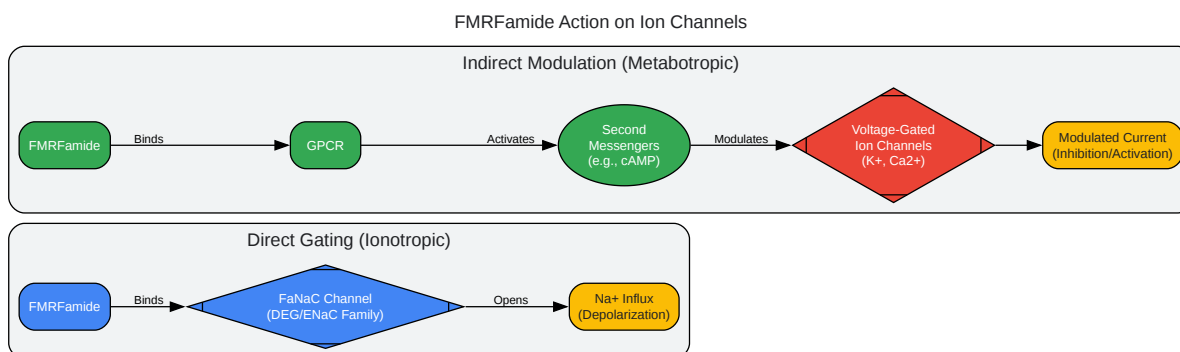 FMRFamide Action on Ion Channels
Indirect Modulation (Metabotropic)
FMRFamide
Binds
GPCR
Activates
Second
Messengers
(e.g., cAMP)
Modulates
Voltage-Gated
Ion Channels
(K+, Ca2+)
Modulated Current
(Inhibition/Activation)
Direct Gating (Ionotropic)
FMRFamide
Binds
FaNaC Channel
(DEG/ENaC Family)
Opens
Na+ Influx
(Depolarization)